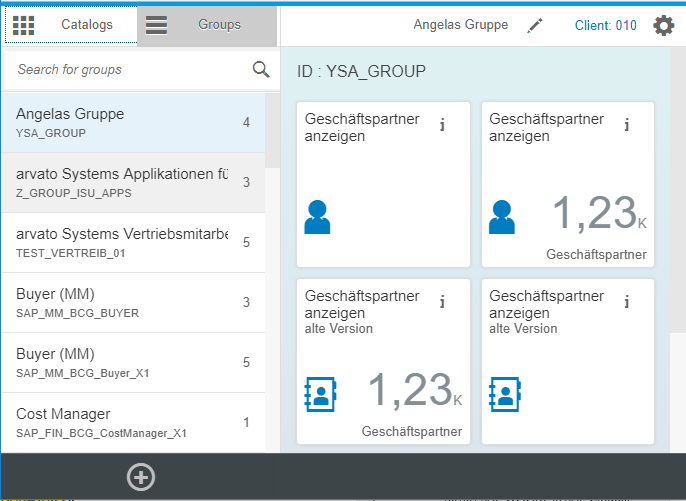 Catalogs
Groups
Angelas Gruppe
Client: 010
Search for groups
ID : YSA_GROUP
Angelas Gruppe
YSA_GROUP
4
arvato Systems Applikationen fü
Z_GROUP_ISU_APPS
3
arvato Systems Vertriebsmitarbe
TEST_VERTREIB_01
5
Buyer (MM)
SAP_MM_BCG_BUYER
3
Buyer (MM)
SAP_MM_BCG_Buyer_X1
5
Cost Manager
SAP_FIN_BCG_CostManager_X1
1
Geschäftspartner
anzeigen
Geschäftspartner
anzeigen
1,23 K
Geschäftspartner
Geschäftspartner
anzeigen
alte Version
1,23 K
Geschäftspartner
Geschäftspartner
anzeigen
alte Version